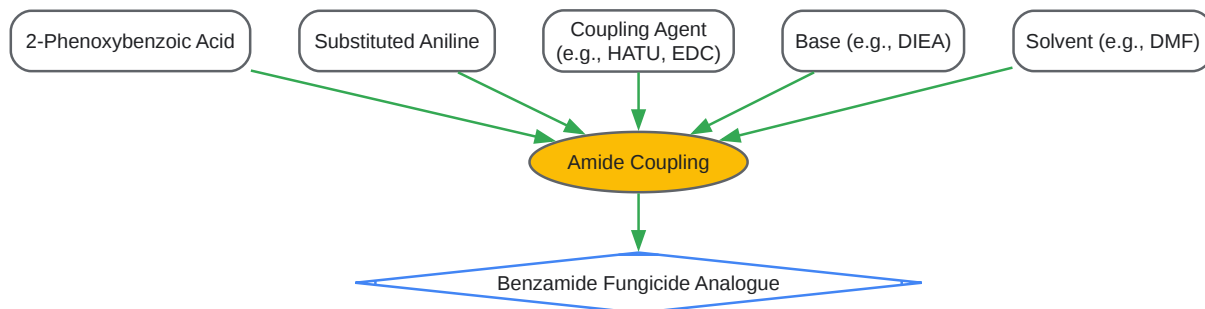 2-Phenoxybenzoic Acid
Substituted Aniline
Coupling Agent
(e.g., HATU, EDC)
Base (e.g., DIEA)
Solvent (e.g., DMF)
Amide Coupling
Benzamide Fungicide Analogue